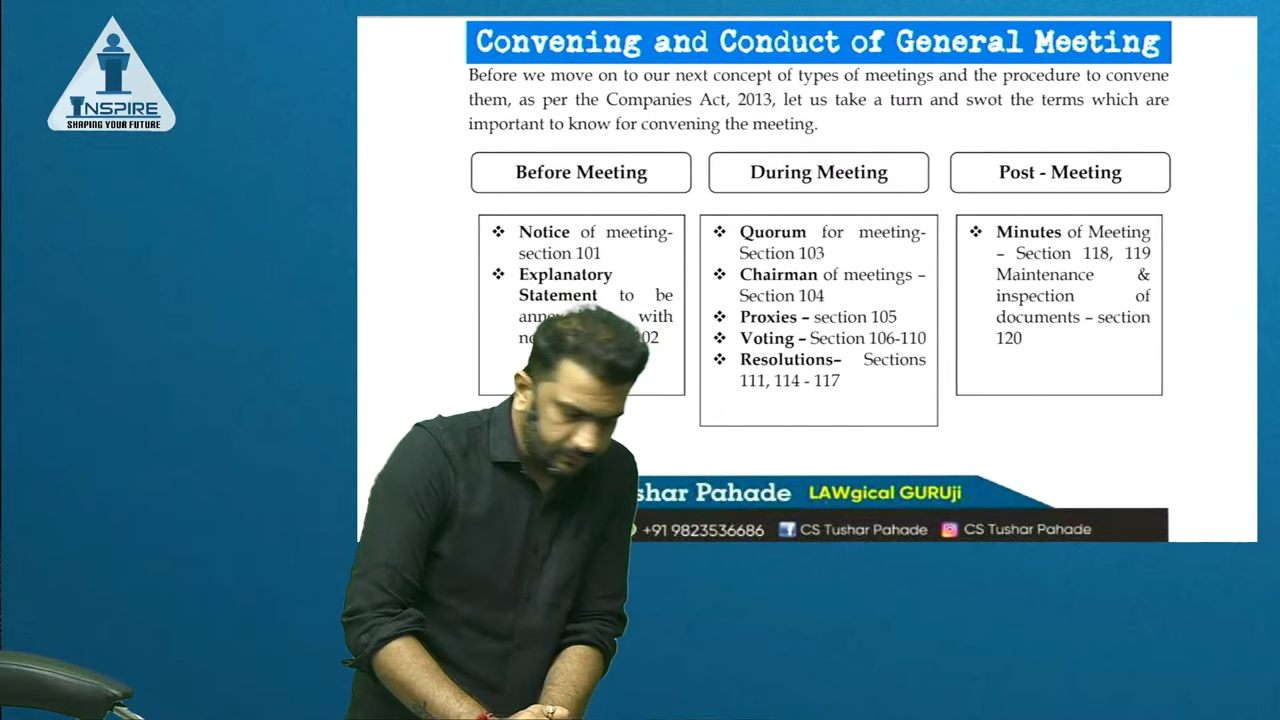 INSPIRE
SHAPING YOUR FUTURE
Convening and Conduct of General Meeting
Before we move on to our next concept of types of meetings and the procedure to convene
them, as per the Companies Act, 2013, let us take a turn and swot the terms which are
important to know for convening the meeting.
Before Meeting
❖ Notice of meeting-
section 101
❖ Explanatory
Statement to be
with
02
During Meeting
❖ Quorum for meeting-
Section 103
❖ Chairman of meetings –
Section 104
❖ Proxies – section 105
❖ Voting – Section 106-110
❖ Resolutions– Sections
111, 114 - 117
Post - Meeting
❖ Minutes of Meeting
– Section 118, 119
Maintenance &
inspection of
documents – section
120
shar Pahade LAWgical GURUji
+91 9823536686 CS Tushar Pahade CS Tushar Pahade